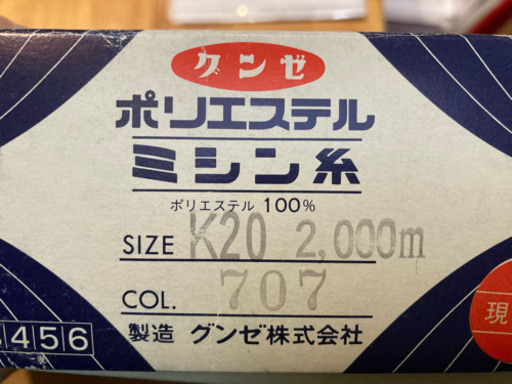 グンゼ
ポリエステル
ミシン糸
ポリエステル 100%
SIZE K20 2,000m
COL. 707
製造 グンゼ株式会社
456
現